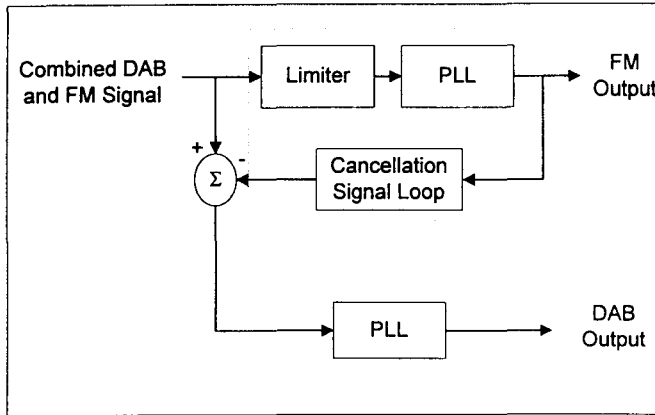 Combined DAB
and FM Signal
Limiter
PLL
FM
Output
+
-
Σ
Cancellation
Signal Loop
PLL
DAB
Output